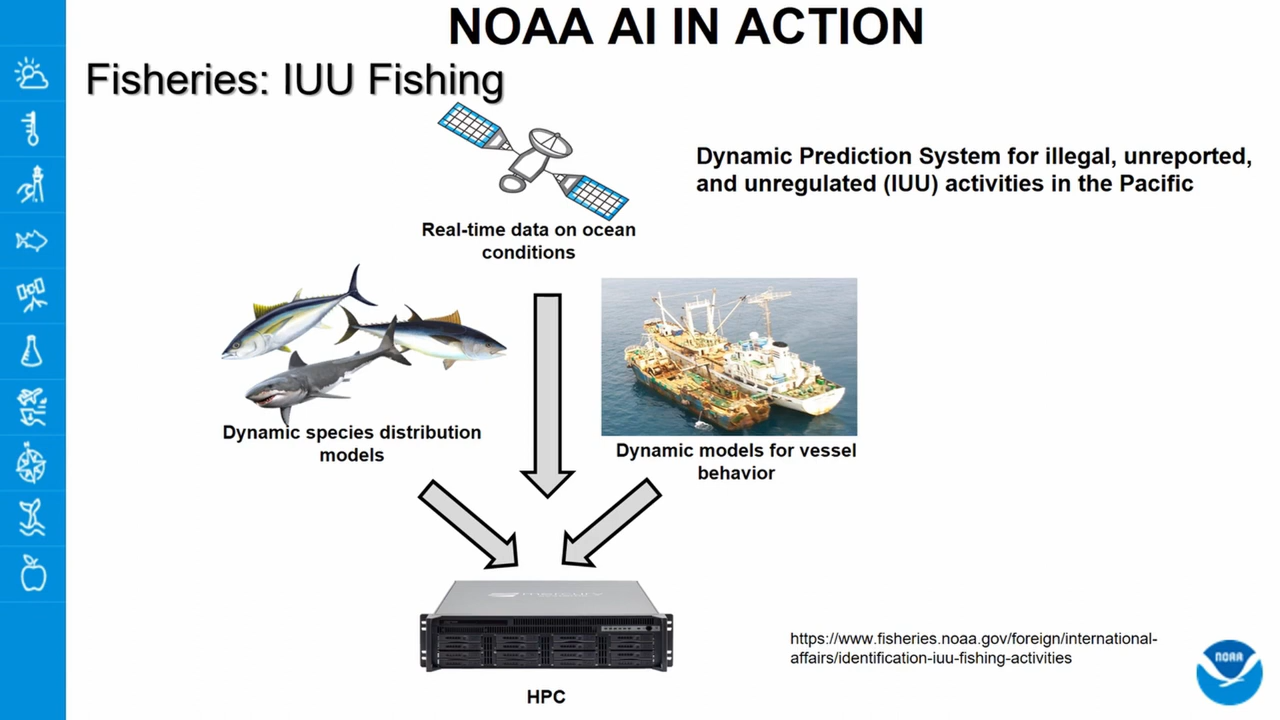 NOAA AI IN ACTION
Fisheries: IUU Fishing
Dynamic Prediction System for illegal, unreported,
and unregulated (IUU) activities in the Pacific
Real-time data on ocean
conditions
Dynamic species distribution
models
Dynamic models for vessel
behavior
HPC
https://www.fisheries.noaa.gov/foreign/international-
affairs/identification-iuu-fishing-activities
NOAA